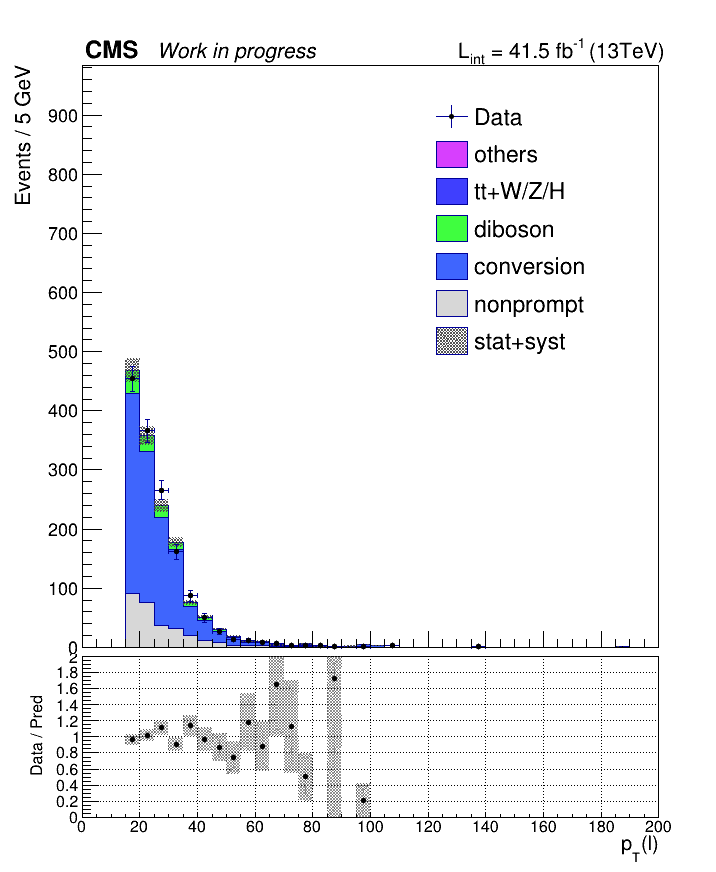 CMS Work in progress L_int = 41.5 fb^-1 (13TeV)
Events / 5 GeV
900
800
700
600
500
400
300
200
100
0
Data
others
tt+W/Z/H
diboson
conversion
nonprompt
stat+syst
Data / Pred
2
1.8
1.6
1.4
1.2
1
0.8
0.6
0.4
0.2
0
0 20 40 60 80 100 120 140 160 180 200
p_T(l)